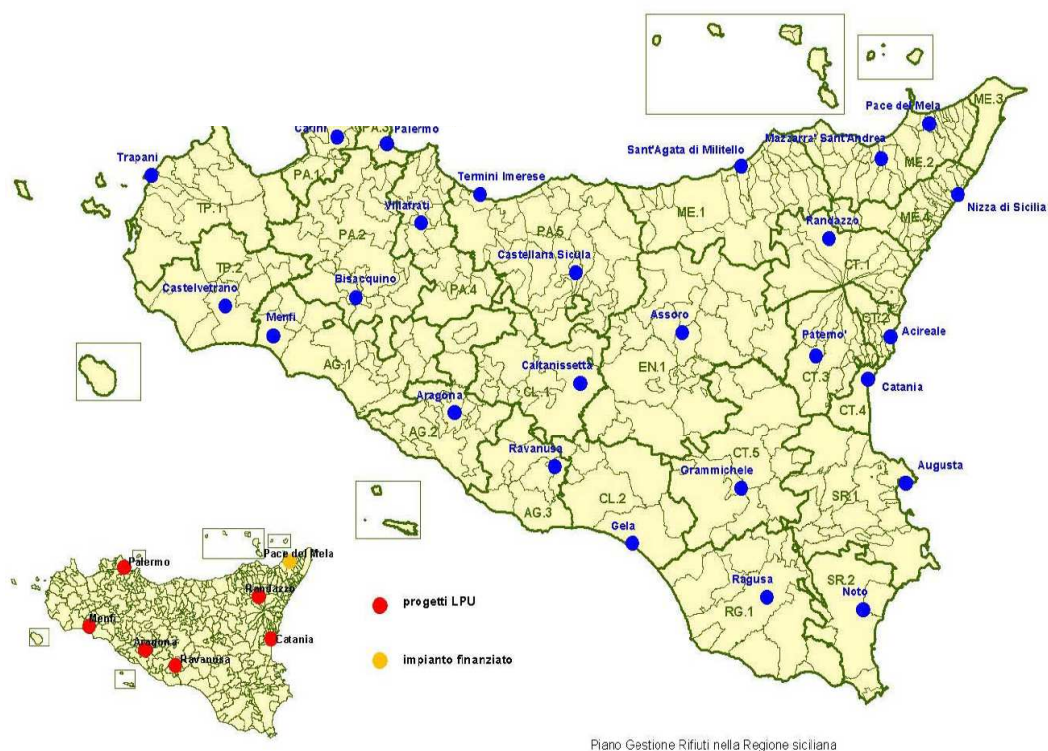 ME.3
Pace del Mela
Carini
PA.3
Palermo
Mazzarra' Sant'Andrea
Sant'Agata di Militello
Trapani
ME.2
PA.1
Termini Imerese
Nizza di Sicilia
Villafrati
TP.1
ME.1
ME.4
Randazzo
PA.2
PA.5
Castellana Sicula
CT.1
TP.2
Bisacquino
PA.4
Castelvetrano
Menfi
Assoro
CT.2
Paterno'
Acireale
AG.1
Caltanissetta
EN.1
CT.3
Catania
CL.1
Aragona
CT.4
AG.2
Ravanusa
CT.5
Grammichele
Augusta
CL.2
SR.1
AG.3
Gela
Pace del Mela
Palermo
Ragusa
SR.2
Noto
RG.1
Randazzo
progetti LPU
Menfi
Catania
Aragona
Ravanusa
impianto finanziato
Piano Gestione Rifiuti nella Regione siciliana